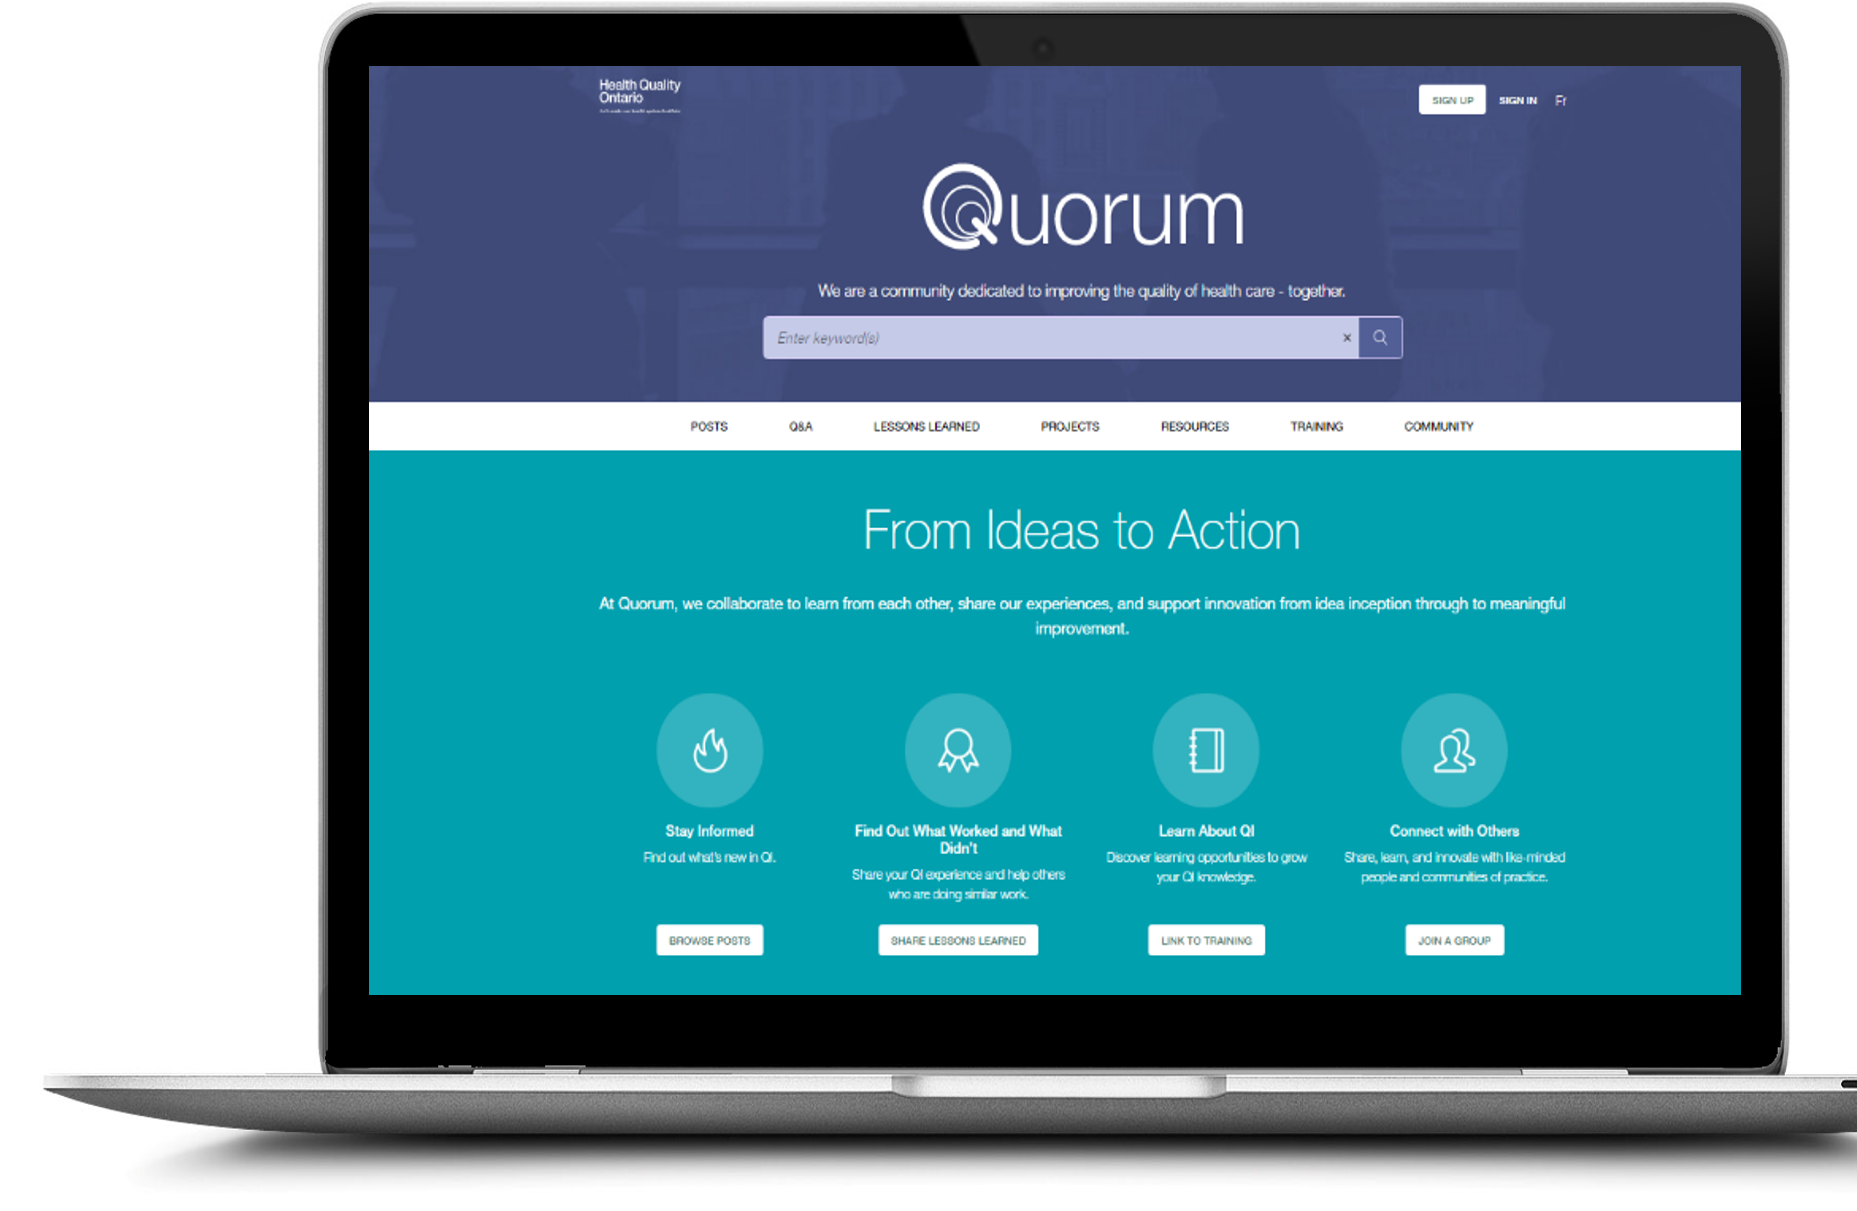 Health Quality
Ontario
SIGN UP
SIGN IN
Fr
Quorum
We are a community dedicated to improving the quality of health care - together.
Enter keyword(s)
×
POSTS
Q&A
LESSONS LEARNED
PROJECTS
RESOURCES
TRAINING
COMMUNITY
From Ideas to Action
At Quorum, we collaborate to learn from each other, share our experiences, and support innovation from idea inception through to meaningful
improvement.
Stay Informed
Find out what's new in QI.
BROWSE POSTS
Find Out What Worked and What
Didn't
Share your QI experience and help others
who are doing similar work.
SHARE LESSONS LEARNED
Learn About QI
Discover learning opportunities to grow
your QI knowledge.
LINK TO TRAINING
Connect with Others
Share, learn, and innovate with like-minded
people and communities of practice.
JOIN A GROUP